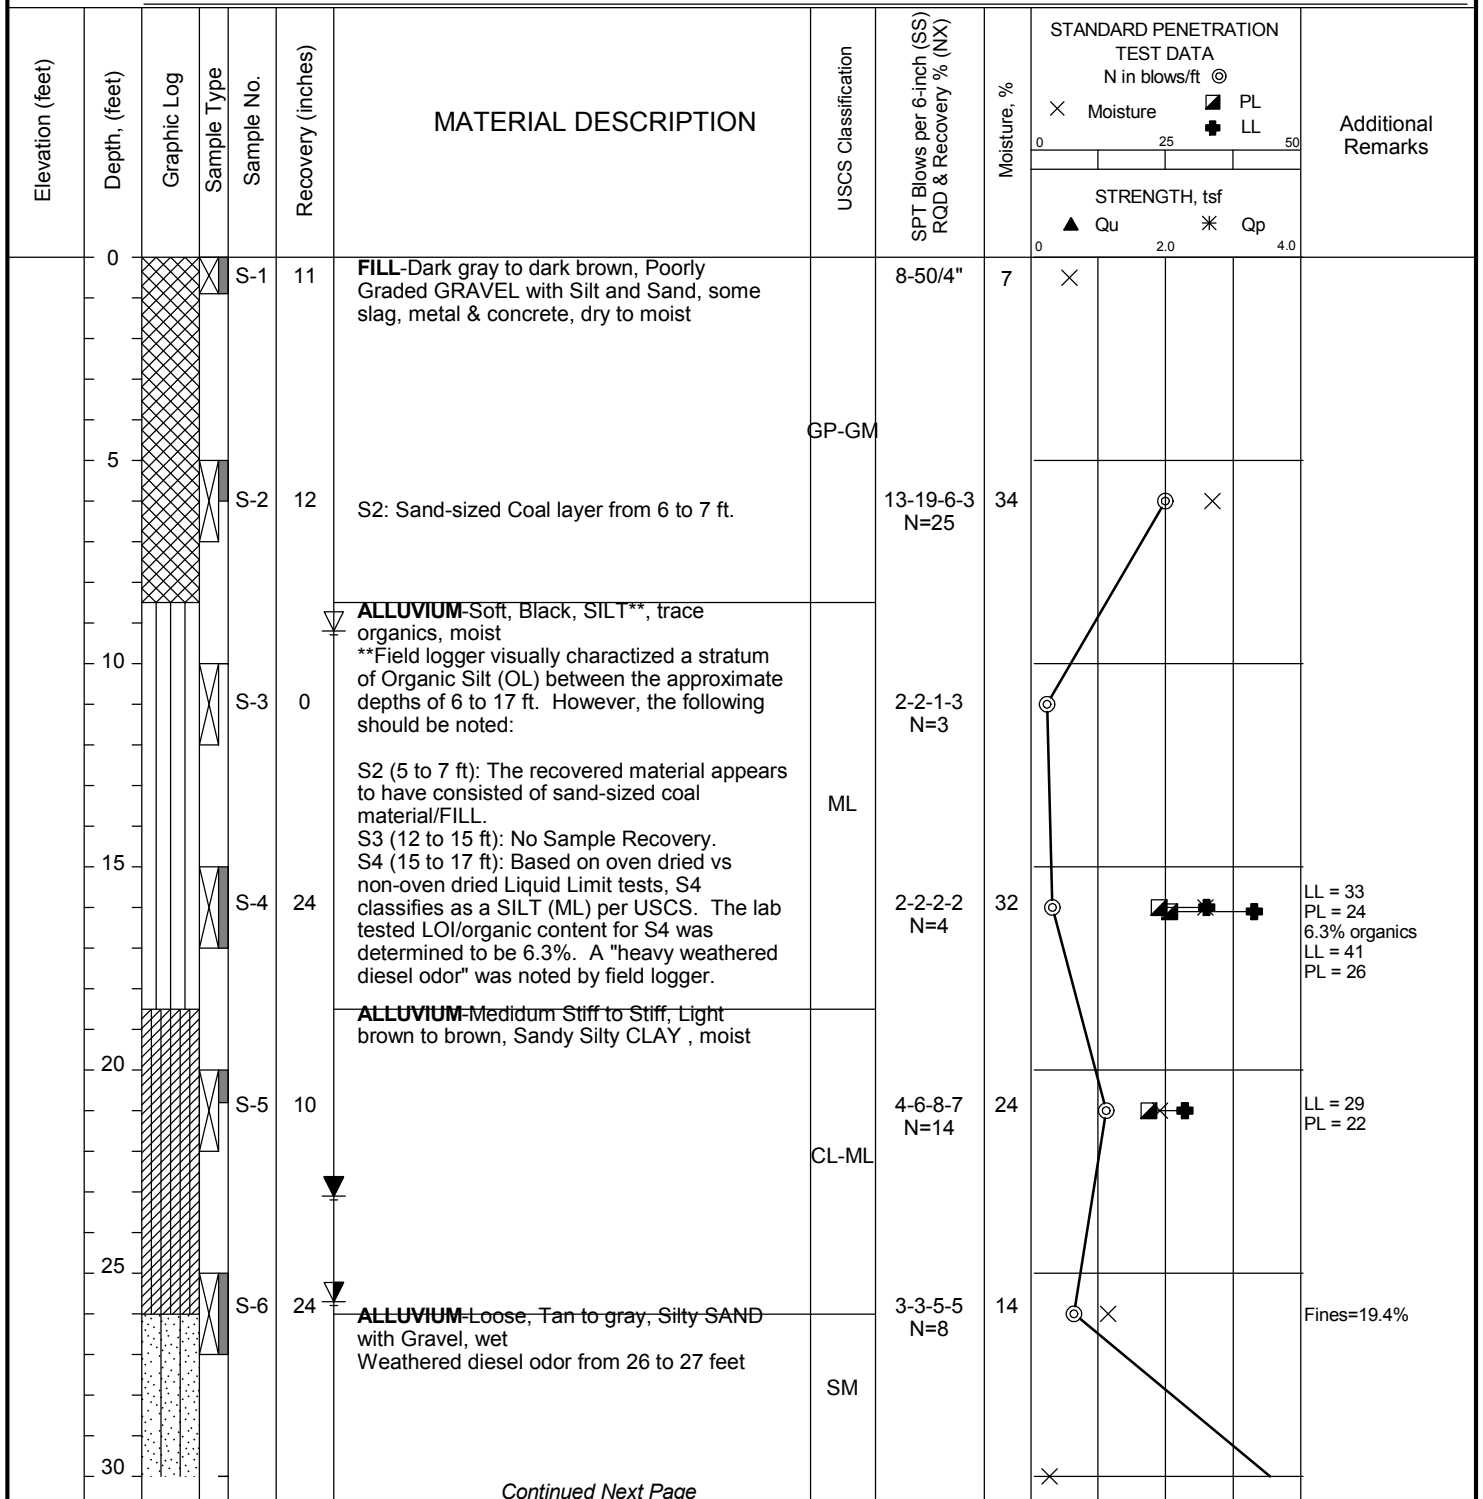 Elevation (feet)
Depth, (feet)
Graphic Log
Sample Type
Sample No.
Recovery (inches)
MATERIAL DESCRIPTION
USCS Classification
SPT Blows per 6-inch (SS)
RQD & Recovery % (NX)
Moisture, %
STANDARD PENETRATION
TEST DATA
N in blows/ft
Moisture
PL
LL
0 25 50
STRENGTH, tsf
Qu Qp
0 2.0 4.0
Additional
Remarks
0
S-1 11
FILL-Dark gray to dark brown, Poorly
Graded GRAVEL with Silt and Sand, some
slag, metal & concrete, dry to moist
8-50/4" 7
GP-GM
5
S-2 12
S2: Sand-sized Coal layer from 6 to 7 ft.
13-19-6-3
N=25
34
ALLUVIUM-Soft, Black, SILT**, trace
organics, moist
**Field logger visually charactized a stratum
of Organic Silt (OL) between the approximate
depths of 6 to 17 ft. However, the following
should be noted:
10
S-3 0
2-2-1-3
N=3
S2 (5 to 7 ft): The recovered material appears
to have consisted of sand-sized coal
material/FILL.
S3 (12 to 15 ft): No Sample Recovery.
S4 (15 to 17 ft): Based on oven dried vs
non-oven dried Liquid Limit tests, S4
classifies as a SILT (ML) per USCS. The lab
tested LOI/organic content for S4 was
determined to be 6.3%. A "heavy weathered
diesel odor" was noted by field logger.
ML
15
S-4 24
2-2-2-2
N=4
32
LL = 33
PL = 24
6.3% organics
LL = 41
PL = 26
ALLUVIUM-Medidum Stiff to Stiff, Light
brown to brown, Sandy Silty CLAY , moist
20
S-5 10
4-6-8-7
N=14
24
LL = 29
PL = 22
CL-ML
25
S-6 24
ALLUVIUM-Loose, Tan to gray, Silty SAND
with Gravel, wet
Weathered diesel odor from 26 to 27 feet
3-3-5-5
N=8
14
Fines=19.4%
SM
30
Continued Next Page